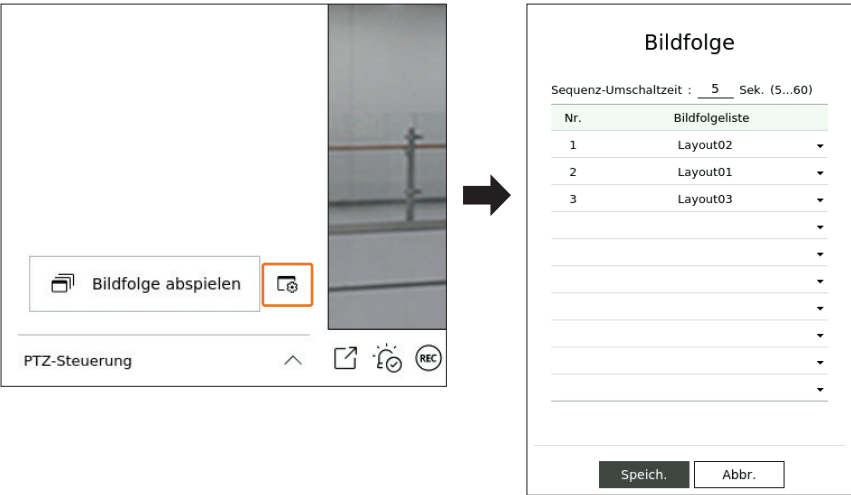 Bildfolge abspielen
PTZ-Steuerung
REC
Bildfolge
Sequenz-Umschaltzeit : 5 Sek. (5...60)
Nr. Bildfolgeliste
1 Layout02
2 Layout01
3 Layout03
Speich. Abbr.